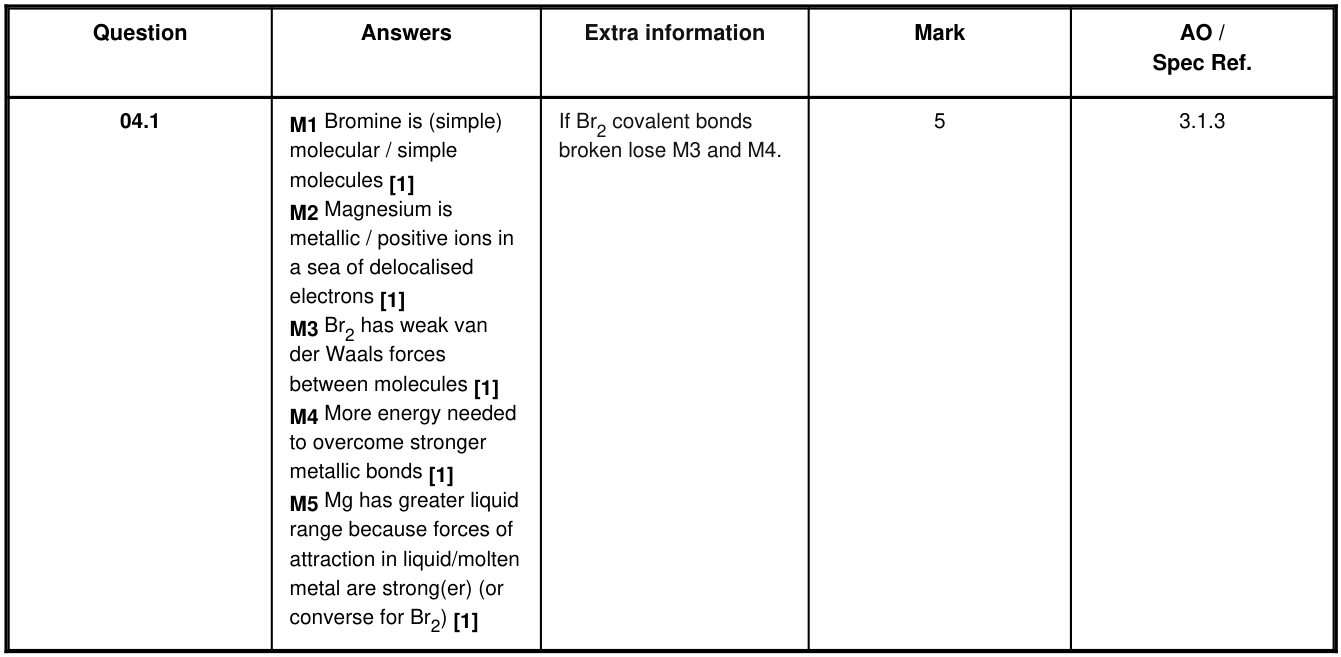 Question Answers Extra information Mark AO /
Spec Ref.
04.1 M1 Bromine is (simple) If Br2 covalent bonds 5 3.1.3
molecular / simple broken lose M3 and M4.
molecules [1]
M2 Magnesium is
metallic / positive ions in
a sea of delocalised
electrons [1]
M3 Br2 has weak van
der Waals forces
between molecules [1]
M4 More energy needed
to overcome stronger
metallic bonds [1]
M5 Mg has greater liquid
range because forces of
attraction in liquid/molten
metal are strong(er) (or
converse for Br2) [1]